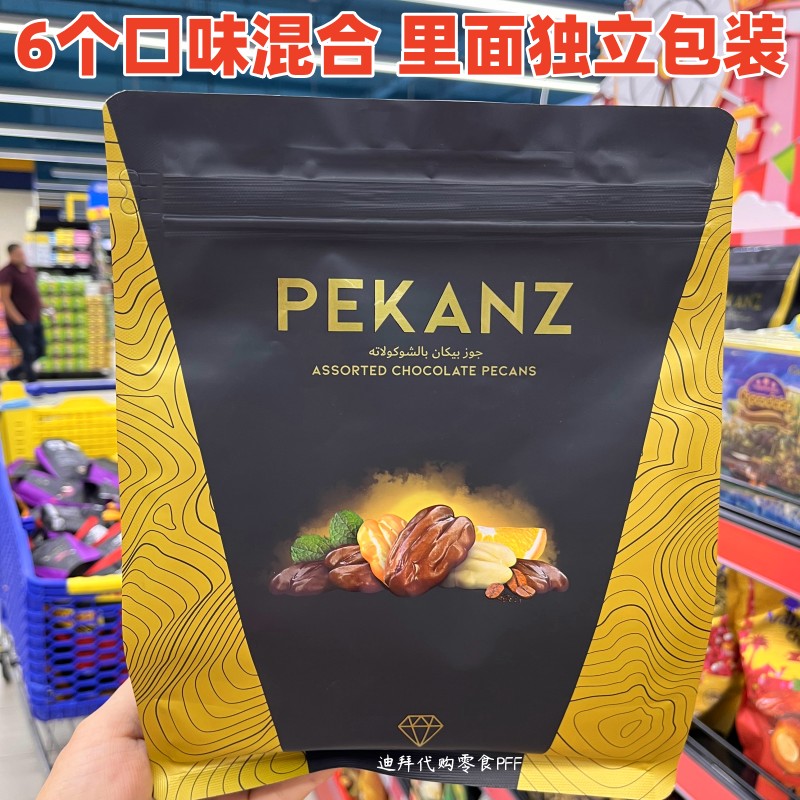 6个口味混合 里面独立包装
PEKANZ
جوز بيكان بالشوكولاته
ASSORTED CHOCOLATE PECANS
迪拜代购零食PFF